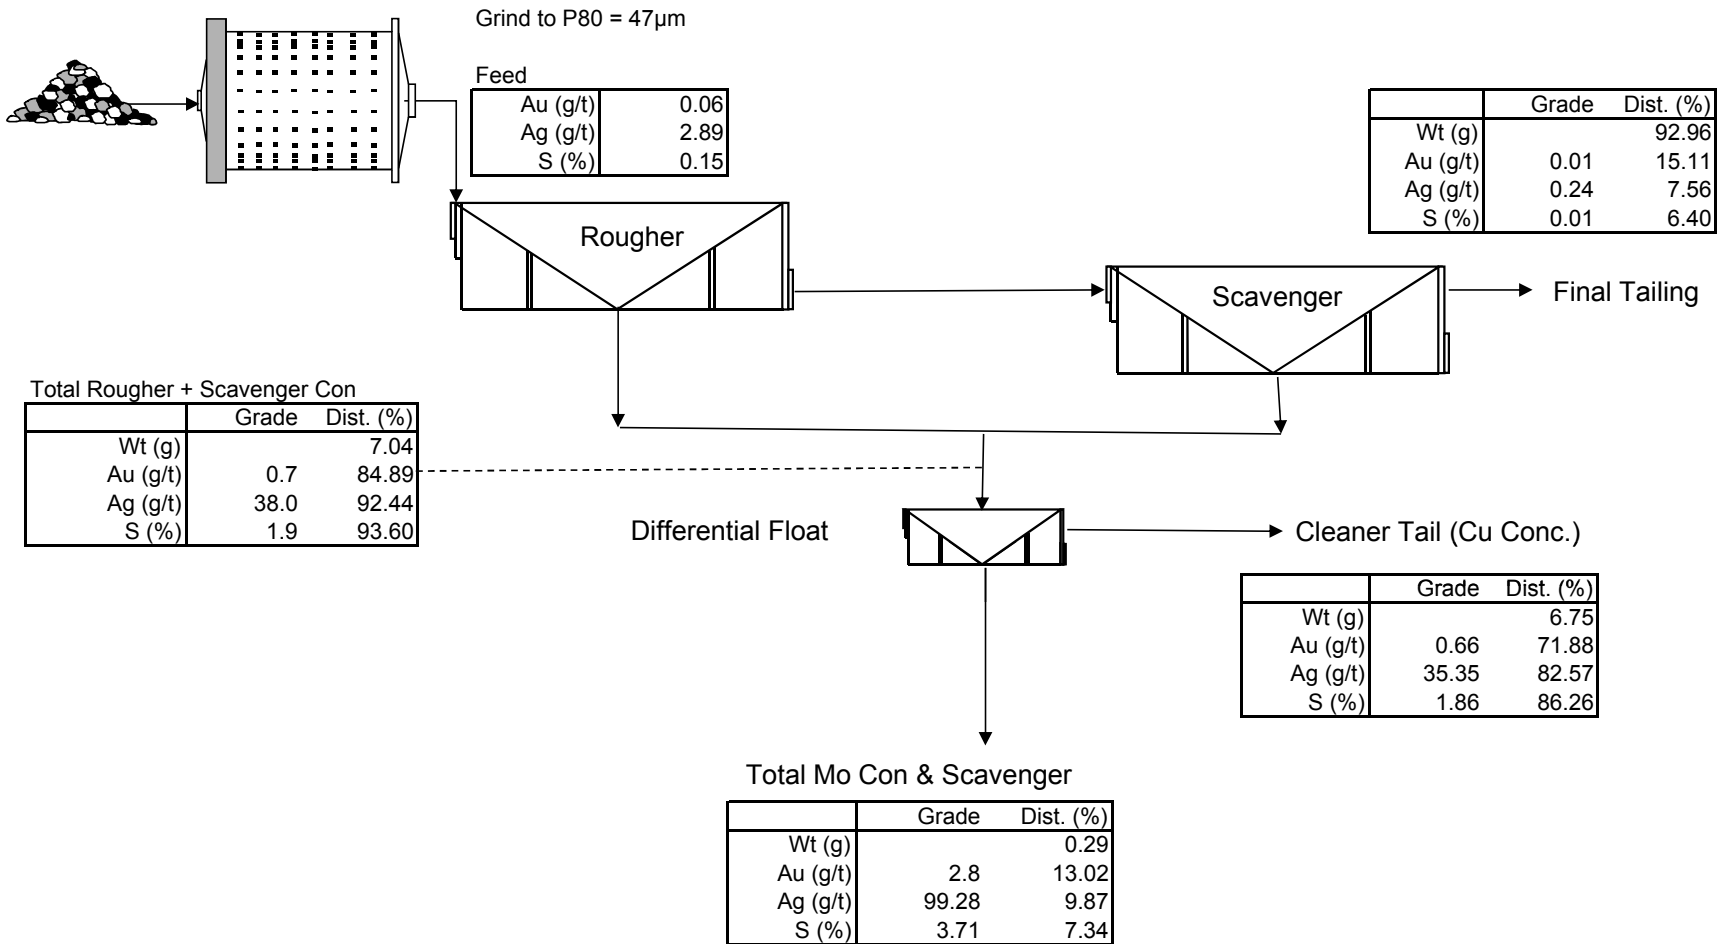 Grind to P80 = 47µm
Feed
Au (g/t) 0.06
Ag (g/t) 2.89
S (%) 0.15
Grade Dist. (%)
Wt (g) 92.96
Au (g/t) 0.01 15.11
Ag (g/t) 0.24 7.56
S (%) 0.01 6.40
Rougher
Scavenger
Final Tailing
Total Rougher + Scavenger Con
Grade Dist. (%)
Wt (g) 7.04
Au (g/t) 0.7 84.89
Ag (g/t) 38.0 92.44
S (%) 1.9 93.60
Differential Float
Cleaner Tail (Cu Conc.)
Grade Dist. (%)
Wt (g) 6.75
Au (g/t) 0.66 71.88
Ag (g/t) 35.35 82.57
S (%) 1.86 86.26
Total Mo Con & Scavenger
Grade Dist. (%)
Wt (g) 0.29
Au (g/t) 2.8 13.02
Ag (g/t) 99.28 9.87
S (%) 3.71 7.34